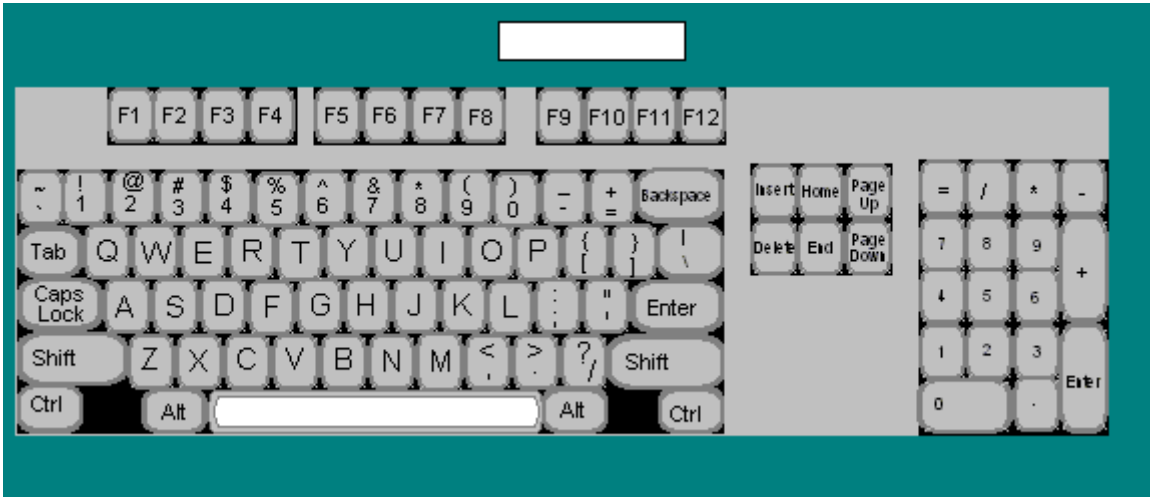 F1 F2 F3 F4 F5 F6 F7 F8 F9 F10 F11 F12
~ ! @ # $ % ^ & * ( ) _ + Backspace
` 1 2 3 4 5 6 7 8 9 0 - =
Insert Home Page Up
= / * -
Tab Q W E R T Y U I O P { [ } ] | \
Delete End Page Down
7 8 9 +
Caps Lock A S D F G H J K L : ; " ' Enter
4 5 6
Shift Z X C V B N M < , > . ? / Shift
1 2 3 Enter
Ctrl Alt Alt Ctrl
0 .